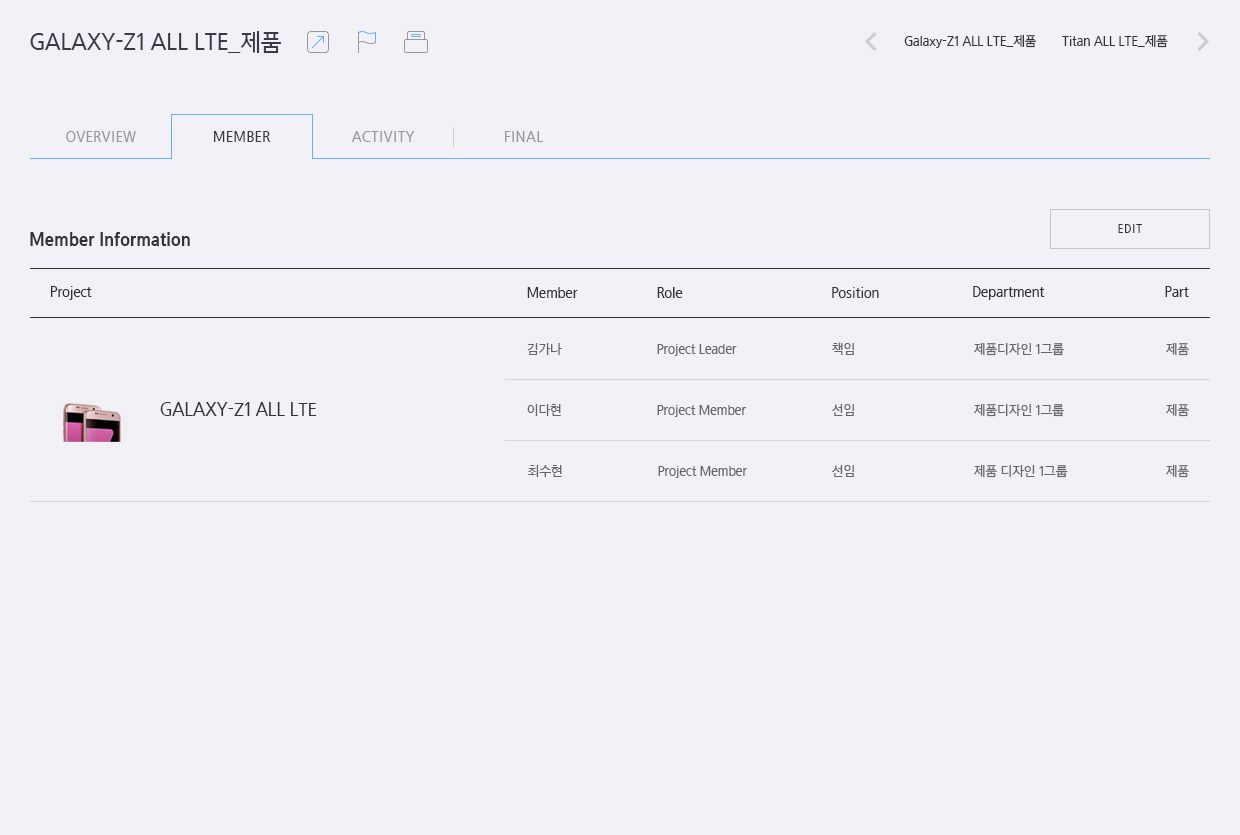 GALAXY-Z1 ALL LTE_제품
Galaxy-Z1 ALL LTE_제품 Titan ALL LTE_제품
OVERVIEW MEMBER ACTIVITY FINAL
EDIT
Member Information
Project Member Role Position Department Part
김가나 Project Leader 책임 제품디자인 1그룹 제품
GALAXY-Z1 ALL LTE 이다현 Project Member 선임 제품디자인 1그룹 제품
최수현 Project Member 선임 제품 디자인 1그룹 제품